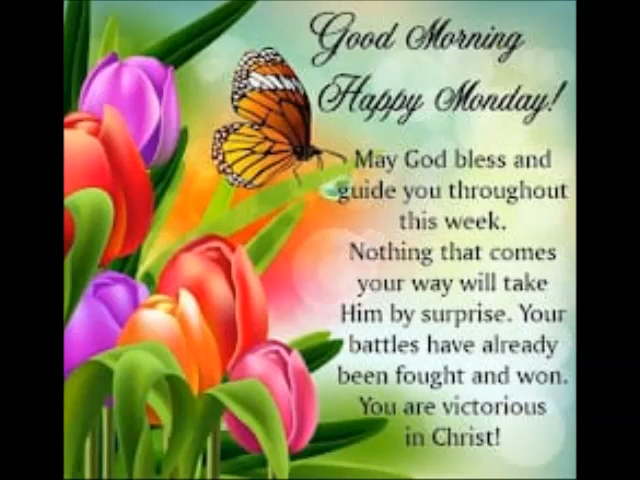 Good Morning
Happy Monday!
May God bless and
guide you throughout
this week.
Nothing that comes
your way will take
Him by surprise. Your
battles have already
been fought and won.
You are victorious
in Christ!